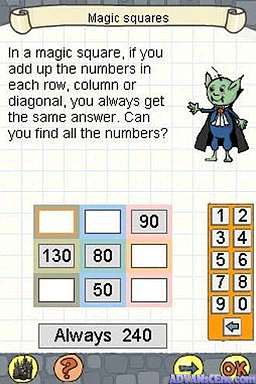 Magic squares
In a magic square, if you
add up the numbers in
each row, column or
diagonal, you always get
the same answer. Can
you find all the numbers?
90
130 80
50
1 2
3 4
5 6
7 8
9 0
Always 240
? OK
ADVANSCENE.com